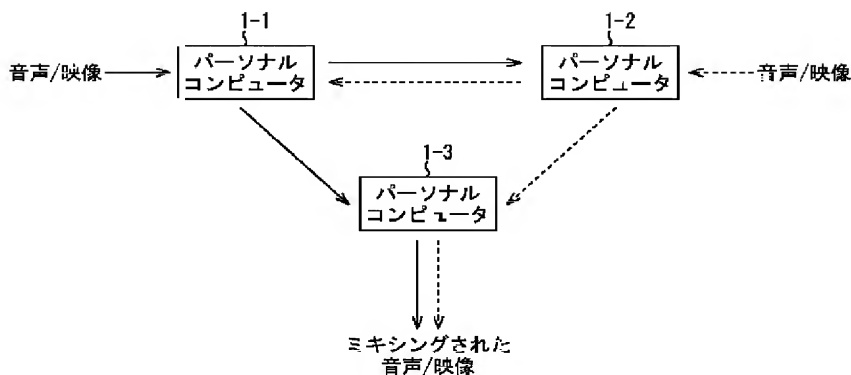 1-1
1-2
パーソナル
コンピュータ
パーソナル
コンピュータ
音声/映像
音声/映像
1-3
パーソナル
コンピュータ
ミキシングされた
音声/映像